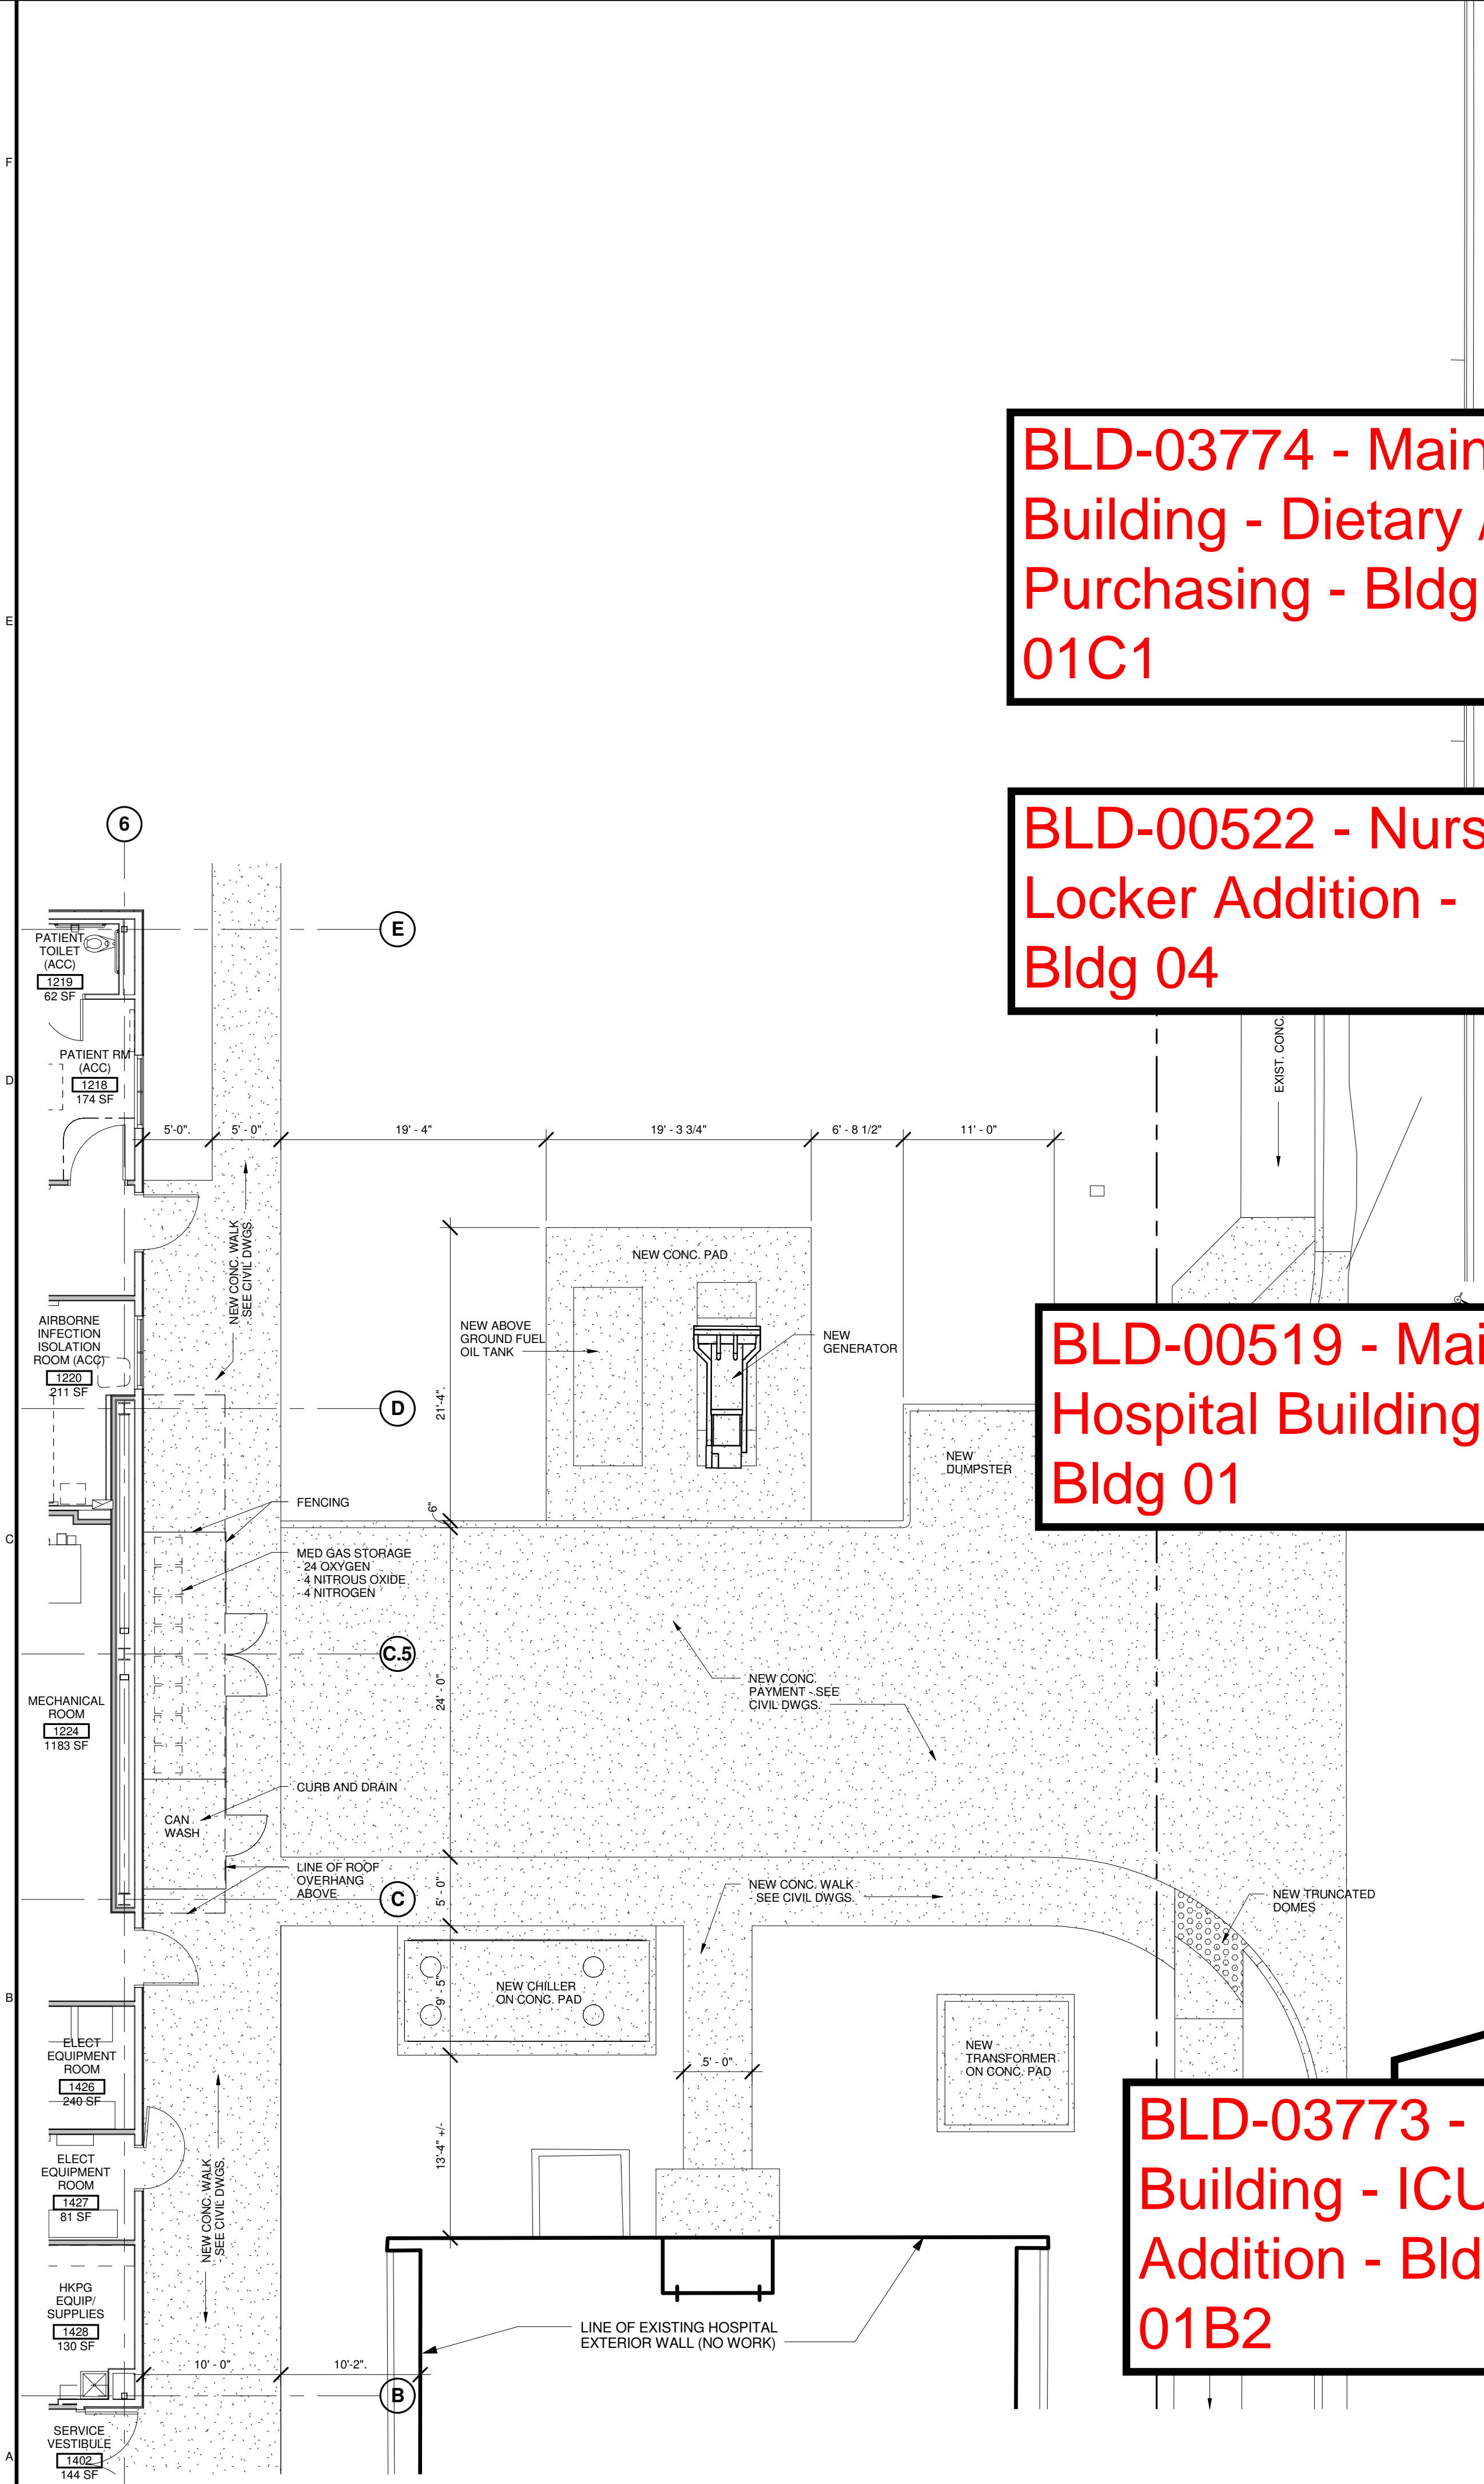 F
BLD-03774 - Main
Building - Dietary
Purchasing - Bldg
01C1
E
BLD-00522 - Nurs
Locker Addition -
Bldg 04
6
E
PATIENT
TOILET
(ACC)
1219
62 SF
EXIST. CONC.
PATIENT RM
(ACC)
1218
174 SF
D
5'-0".
5' - 0"
19' - 4"
19' - 3 3/4"
6' - 8 1/2"
11' - 0"
NEW CONC. WALK
- SEE CIVIL DWGS.
NEW CONC. PAD
AIRBORNE
INFECTION
ISOLATION
ROOM (ACC)
1220
211 SF
NEW ABOVE
GROUND FUEL
OIL TANK
NEW
GENERATOR
BLD-00519 - Mai
Hospital Building
Bldg 01
D
21'-4".
NEW
DUMPSTER
6"
FENCING
C
MED GAS STORAGE
- 24 OXYGEN
- 4 NITROUS OXIDE
- 4 NITROGEN
C.5
24' - 0"
NEW CONC.
PAYMENT - SEE
CIVIL DWGS.
MECHANICAL
ROOM
1224
1183 SF
CURB AND DRAIN
CAN
WASH
LINE OF ROOF
OVERHANG
ABOVE
C
5' - 0"
NEW CONC. WALK
- SEE CIVIL DWGS.
NEW TRUNCATED
DOMES
NEW CHILLER
ON CONC. PAD
9' - 5"
B
ELECT
EQUIPMENT
ROOM
1426
240 SF
5' - 0".
NEW
TRANSFORMER
ON CONC. PAD
BLD-03773 -
Building - ICU
Addition - Bld
01B2
13'-4" +/-
ELECT
EQUIPMENT
ROOM
1427
81 SF
NEW CONC. WALK
- SEE CIVIL DWGS.
HKPG
EQUIP/
SUPPLIES
1428
130 SF
LINE OF EXISTING HOSPITAL
EXTERIOR WALL (NO WORK)
10' - 0"
10'-2".
B
SERVICE
VESTIBULE
1402
144 SF
A